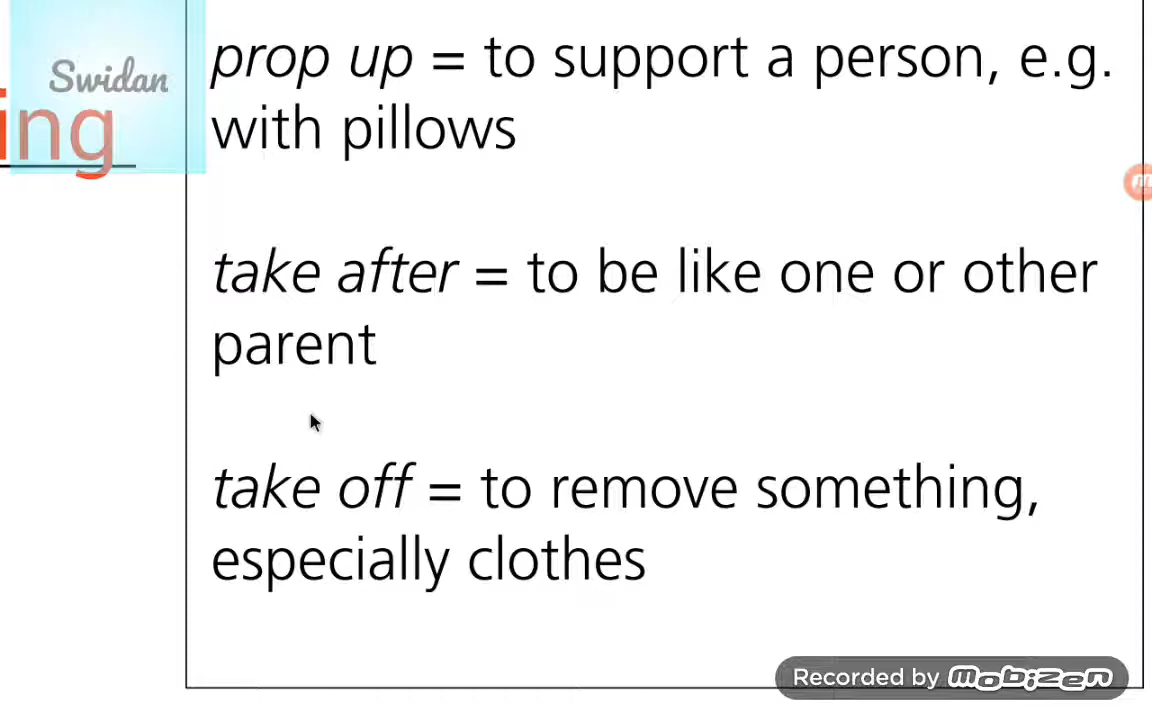 Swidan
ing
prop up = to support a person, e.g.
with pillows
take after = to be like one or other
parent
take off = to remove something,
especially clothes
Recorded by mobizen